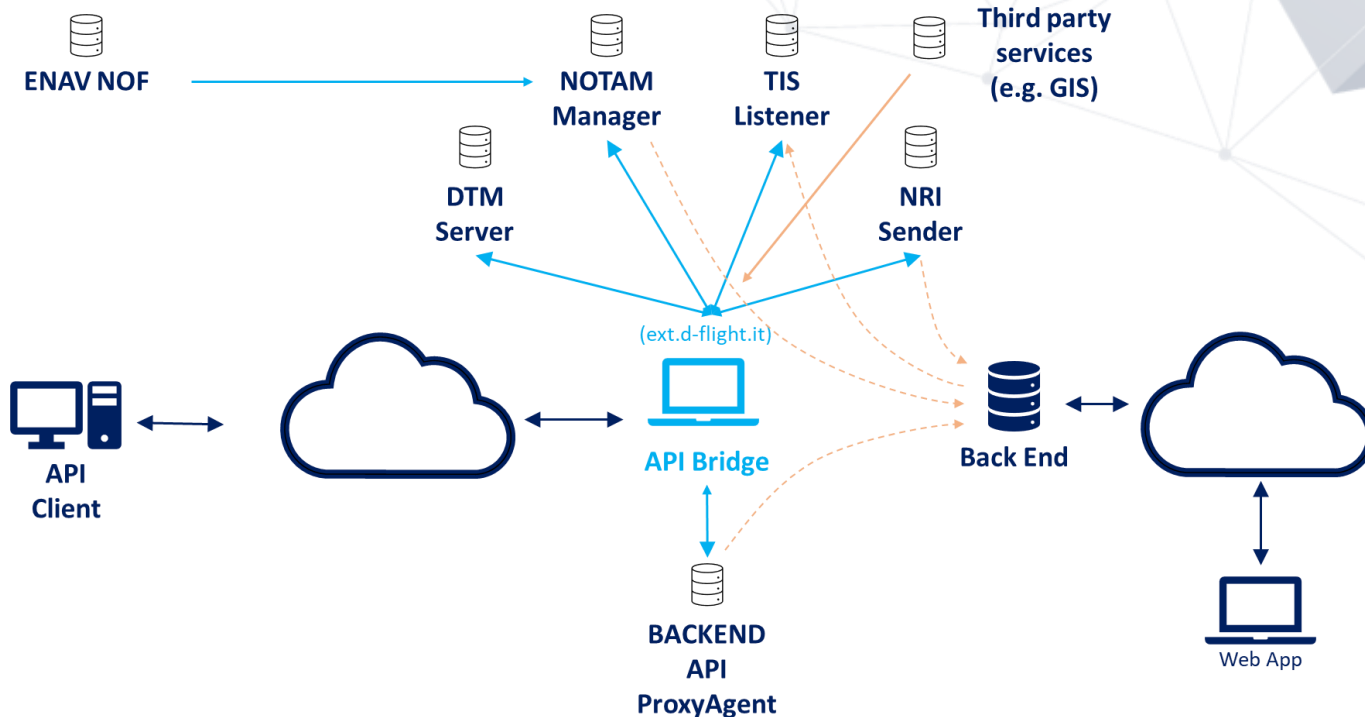 ENAV NOF
NOTAM
Manager
TIS
Listener
Third party
services
(e.g. GIS)
DTM
Server
NRI
Sender
(ext.d-flight.it)
API
Client
API Bridge
Back End
BACKEND
API
ProxyAgent
Web App